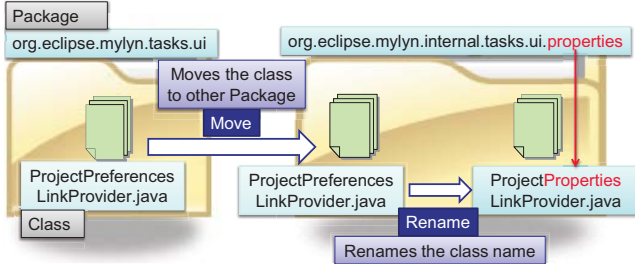 Package
org.eclipse.mylyn.tasks.ui
org.eclipse.mylyn.internal.tasks.ui.properties
Moves the class
to other Package
Move
ProjectPreferences
LinkProvider.java
Class
ProjectPreferences
LinkProvider.java
ProjectProperties
LinkProvider.java
Rename
Renames the class name